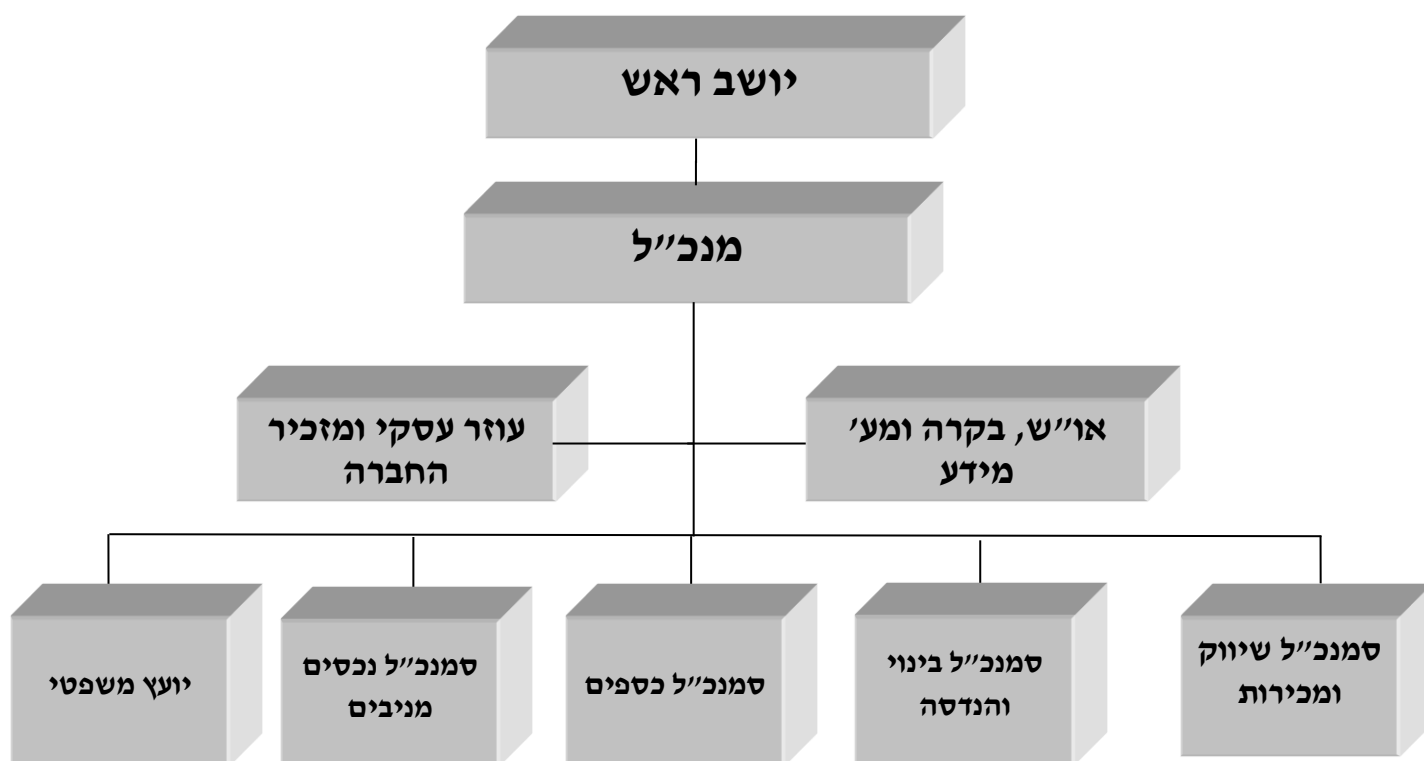 יושב ראש
מנכ״ל
או״ש, בקרה ומע׳
מידע
עוזר עסקי ומזכיר
החברה
סמנכ״ל שיווק
ומכירות
סמנכ״ל בינוי
והנדסה
סמנכ״ל כספים
סמנכ״ל נכסים
מניבים
יועץ משפטי